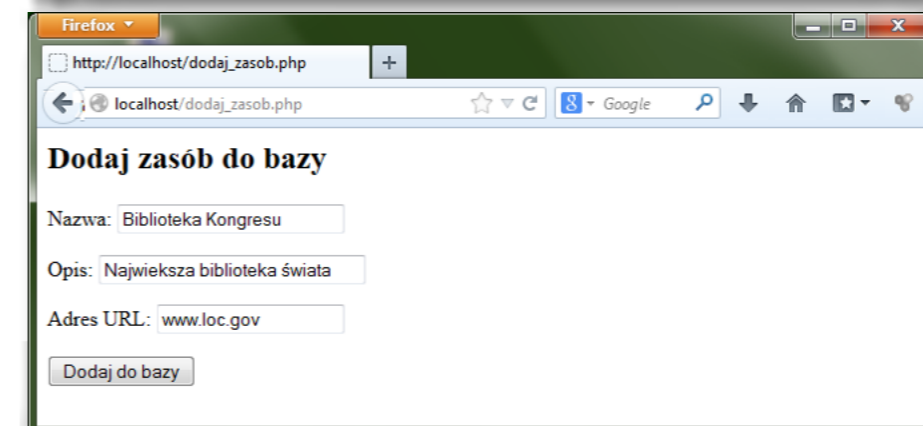 Firefox
http://localhost/dodaj_zasob.php
localhost/dodaj_zasob.php
8 Google
Dodaj zasób do bazy
Nazwa: Biblioteka Kongresu
Opis: Najwieksza biblioteka świata
Adres URL: www.loc.gov
Dodaj do bazy